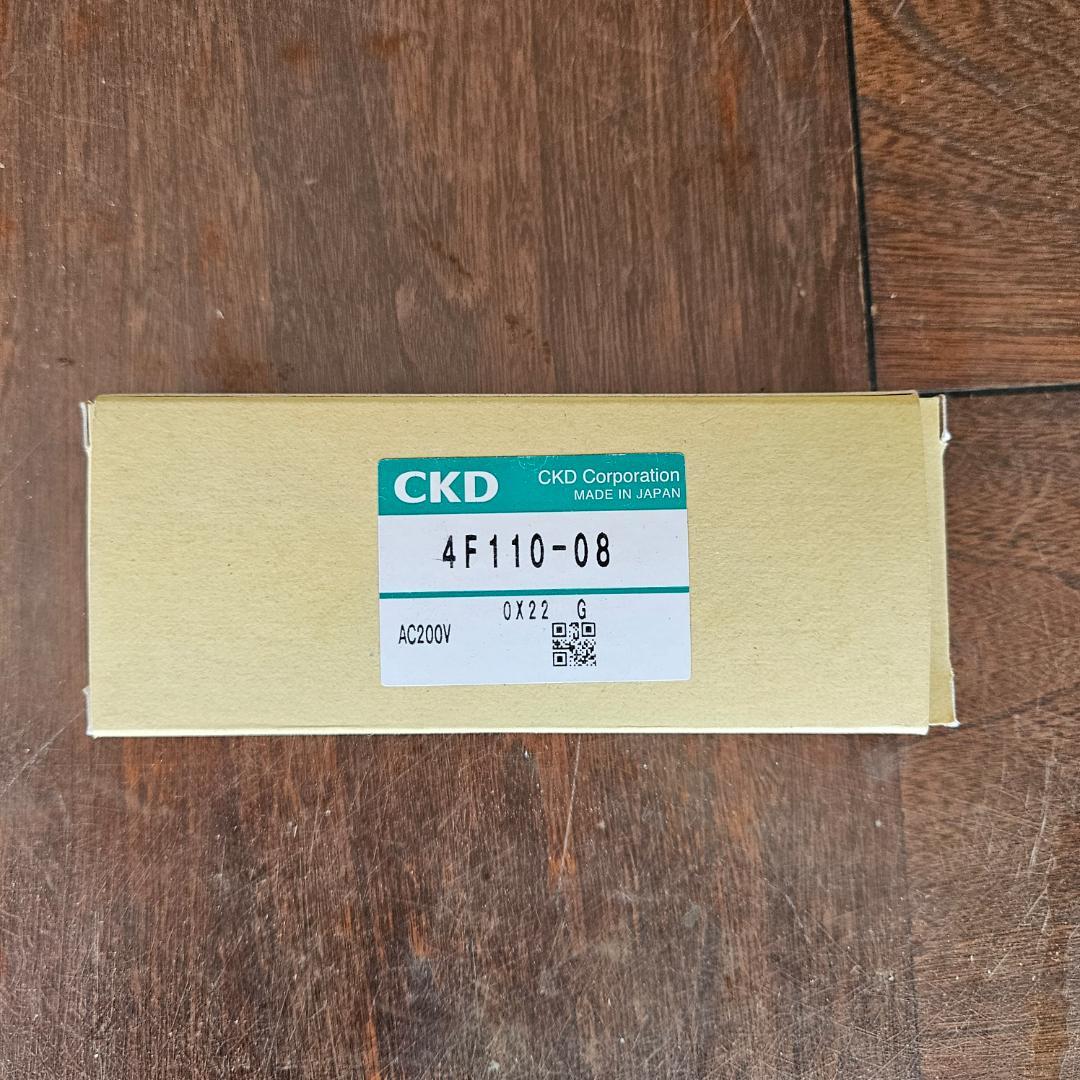 CKD
CKD Corporation
MADE IN JAPAN
4F110-08
0X22 G
AC200V